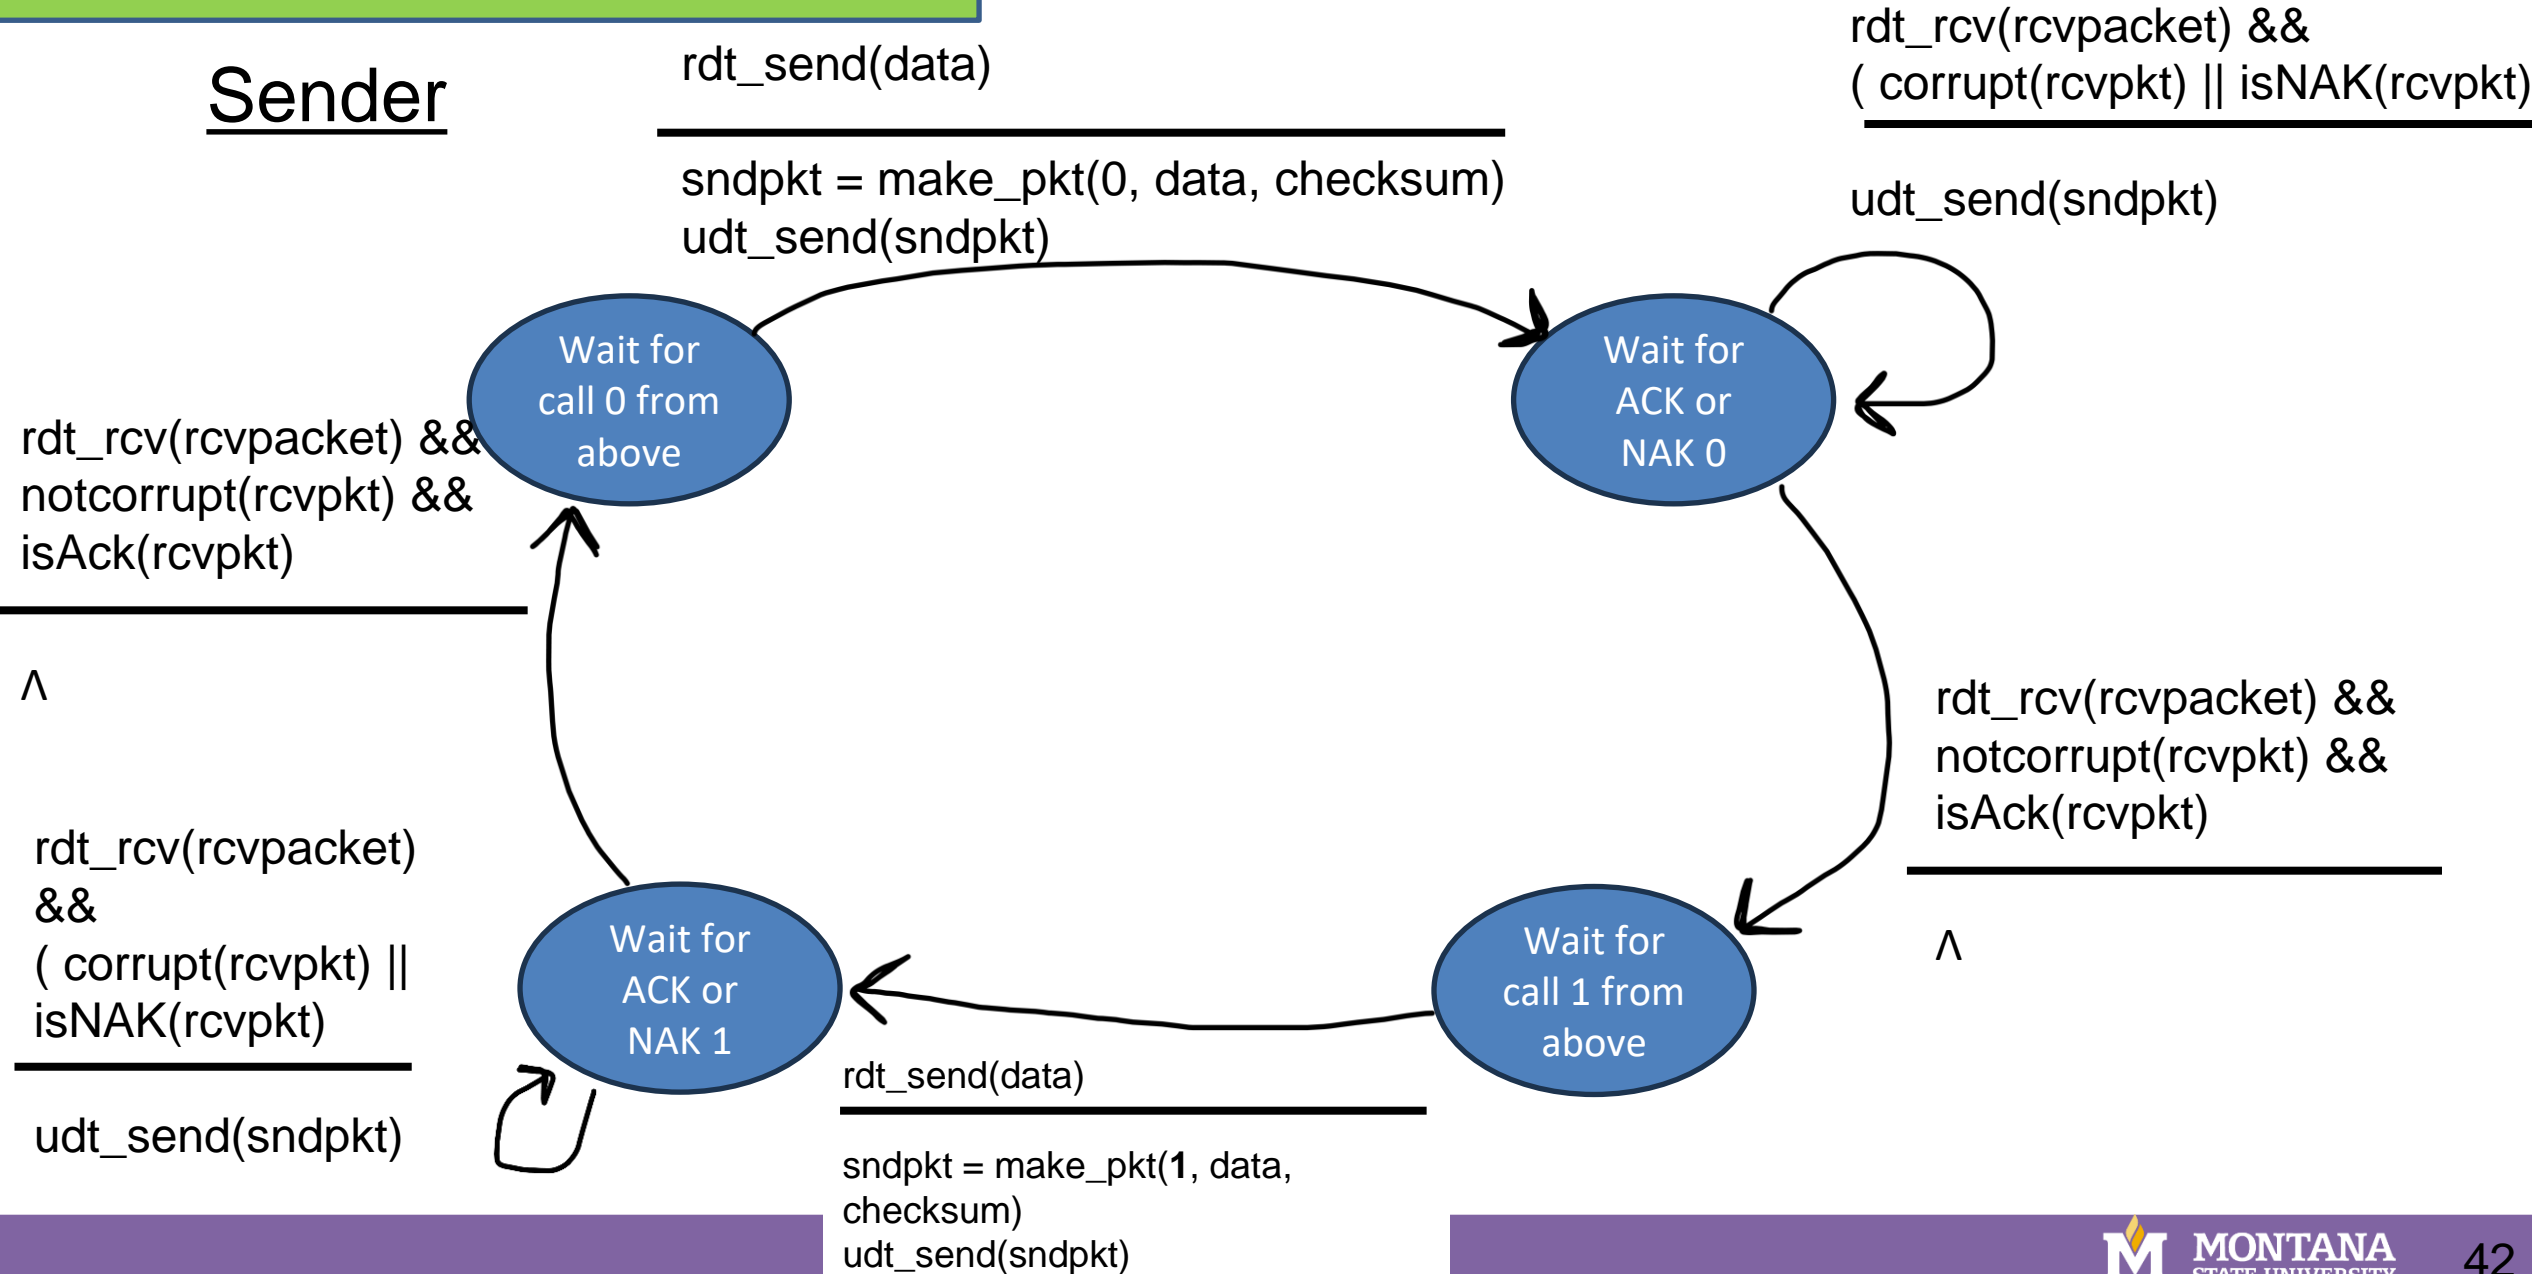 Sender
rdt_send(data)
sndpkt = make_pkt(0, data, checksum)
udt_send(sndpkt)
rdt_rcv(rcvpacket) &&
( corrupt(rcvpkt) || isNAK(rcvpkt)
udt_send(sndpkt)
Wait for
call 0 from
above
Wait for
ACK or
NAK 0
rdt_rcv(rcvpacket) &&
notcorrupt(rcvpkt) &&
isAck(rcvpkt)
Λ
rdt_rcv(rcvpacket) &&
notcorrupt(rcvpkt) &&
isAck(rcvpkt)
Λ
rdt_rcv(rcvpacket)
&&
( corrupt(rcvpkt) ||
isNAK(rcvpkt)
udt_send(sndpkt)
Wait for
ACK or
NAK 1
Wait for
call 1 from
above
rdt_send(data)
sndpkt = make_pkt(1, data,
checksum)
udt_send(sndpkt)
M MONTANA
STATE UNIVERSITY
42